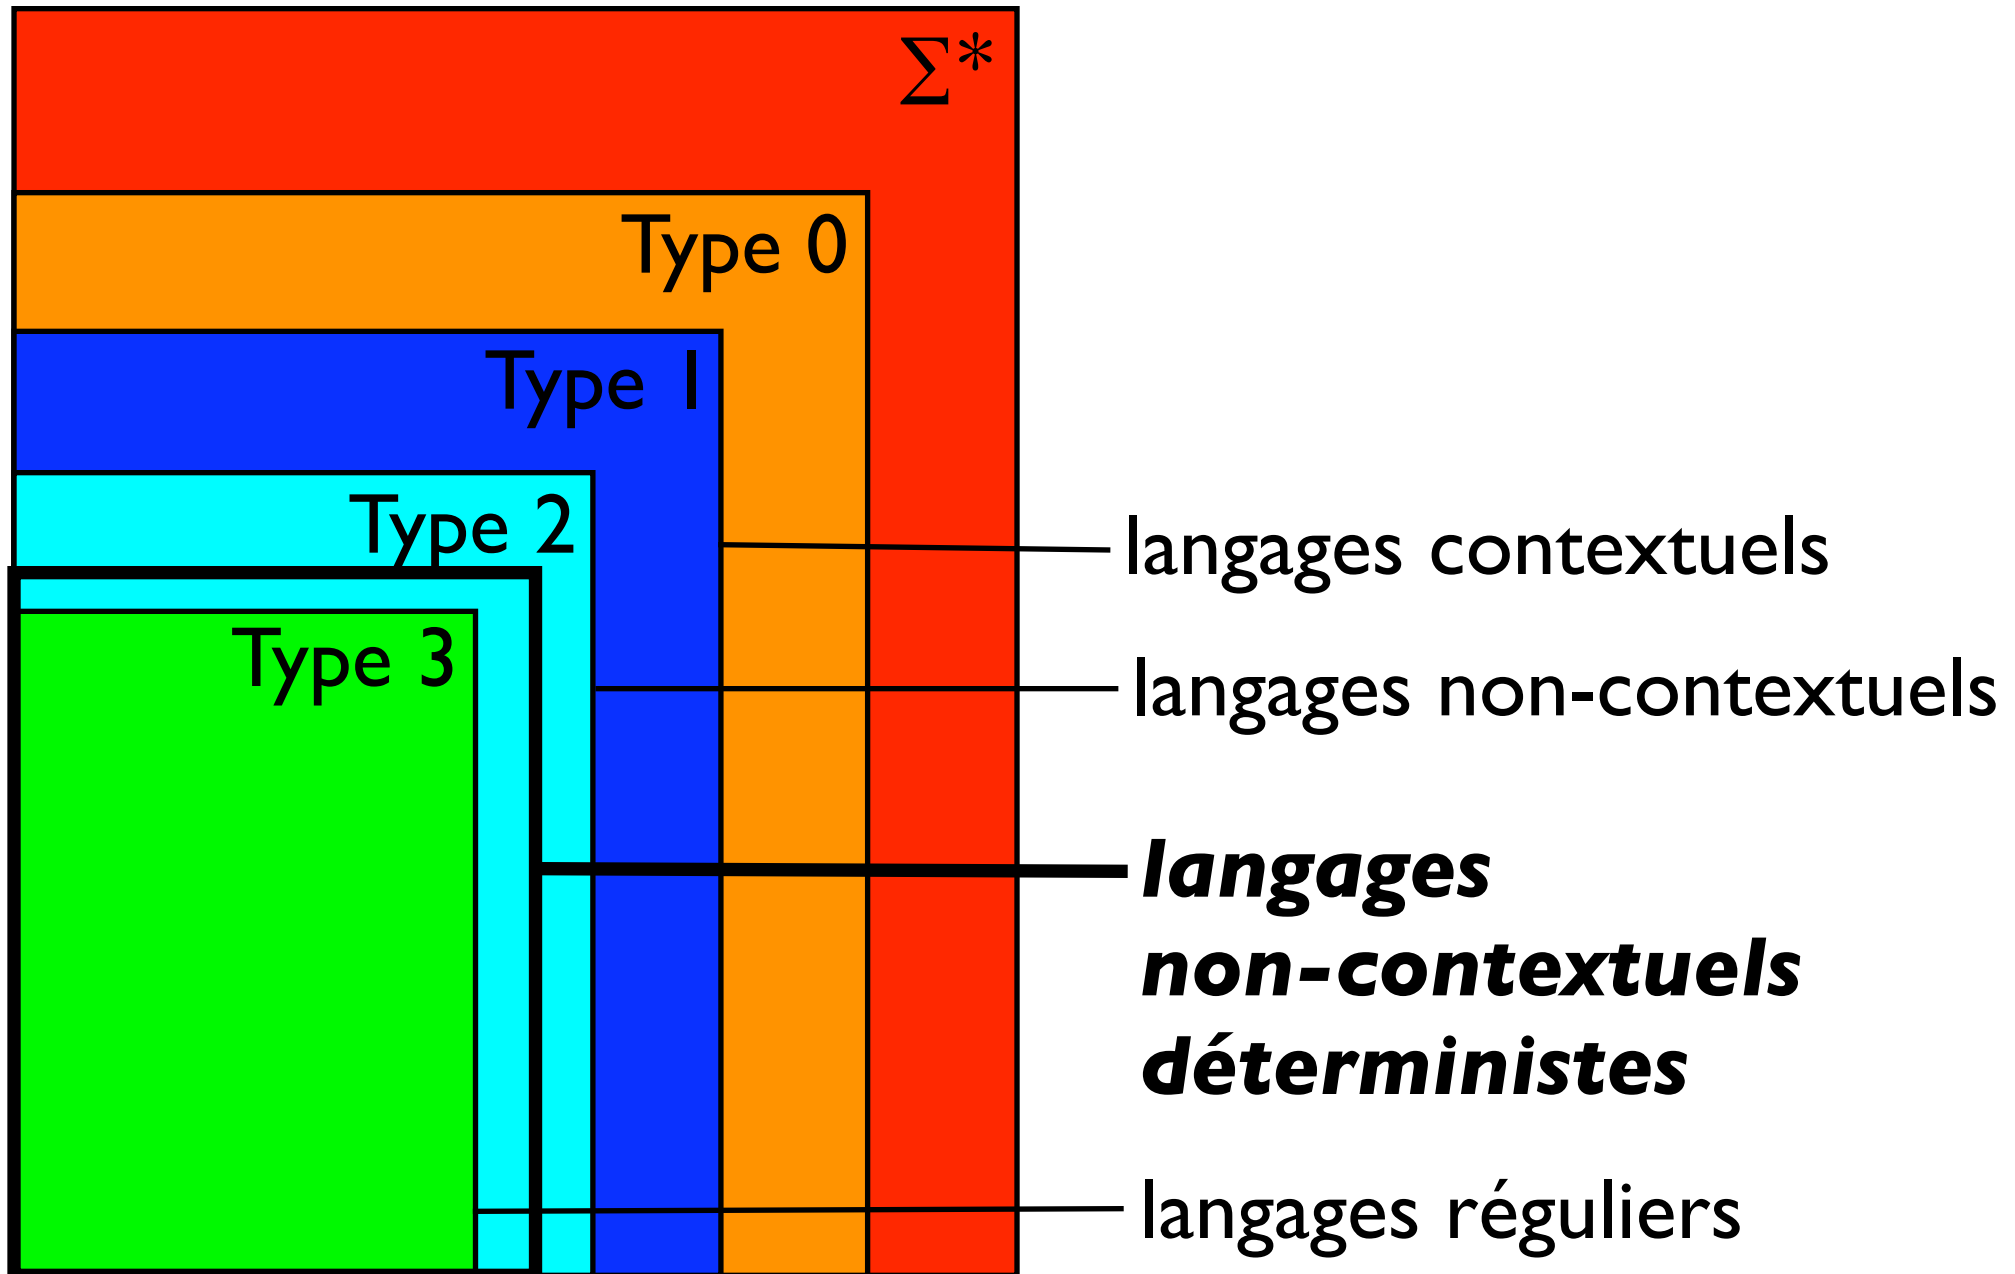 Σ*
Type 0
Type 1
Type 2
Type 3
langages contextuels
langages non-contextuels
langages
non-contextuels
déterministes
langages réguliers